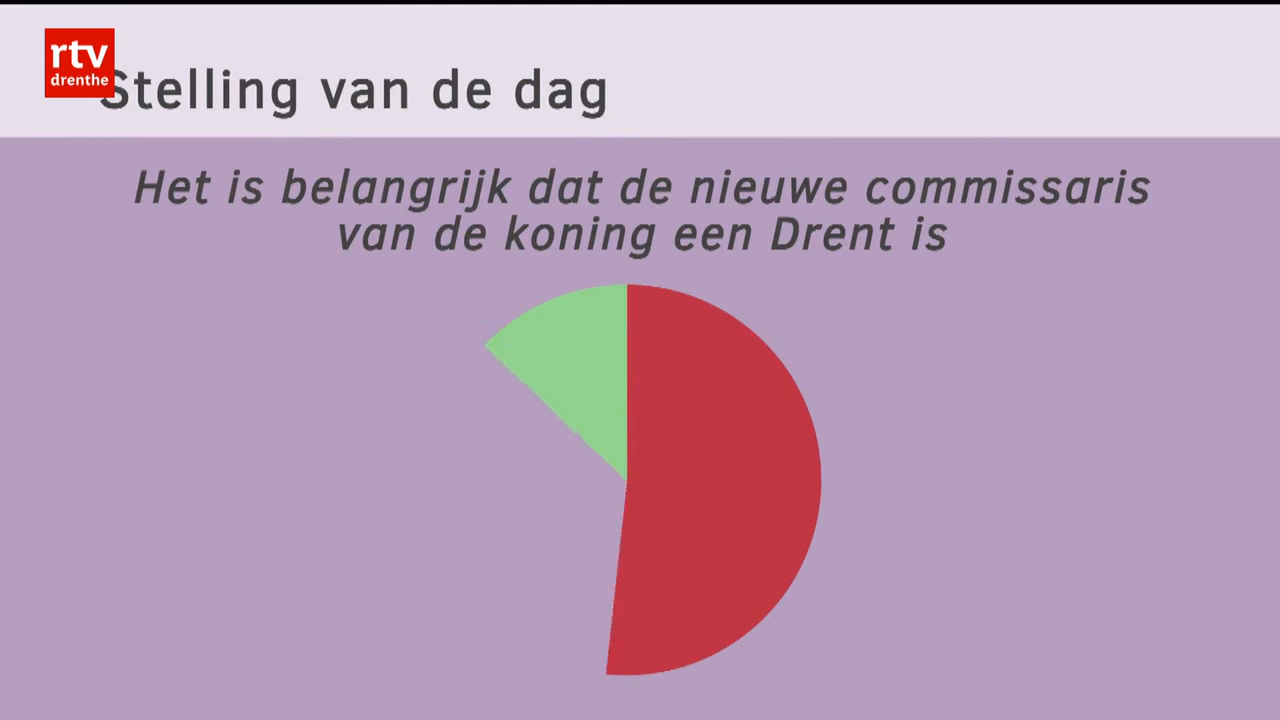 rtv
drenthe
Stelling van de dag
Het is belangrijk dat de nieuwe commissaris
van de koning een Drent is